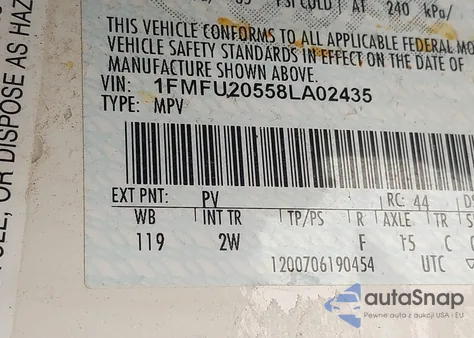 PSI COLD AT 240 kPa/
THIS VEHICLE CONFORMS TO ALL APPLICABLE FEDERAL MO
VEHICLE SAFETY STANDARDS IN EFFECT ON THE DATE OF
MANUFACTURE SHOWN ABOVE.
VIN: 1FMFU20558LA02435
TYPE: MPV
EXT PNT: PV RC: 44
WB INT TR TP/PS R AXLE TR
119 2W F 15 C
1200706190454 UTC
OR DISPOSE AS HAZ
autaSnap
Pewne auta z aukcji USA i EU